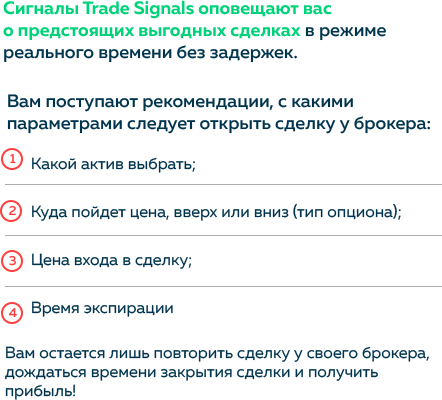 Сигналы Trade Signals оповещают вас
о предстоящих выгодных сделках в режиме
реального времени без задержек.
Вам поступают рекомендации, с какими
параметрами следует открыть сделку у брокера:
1 Какой актив выбрать;
2 Куда пойдет цена, вверх или вниз (тип опциона);
3 Цена входа в сделку;
4 Время экспирации
Вам остается лишь повторить сделку у своего брокера,
дождаться времени закрытия сделки и получить
прибыль!